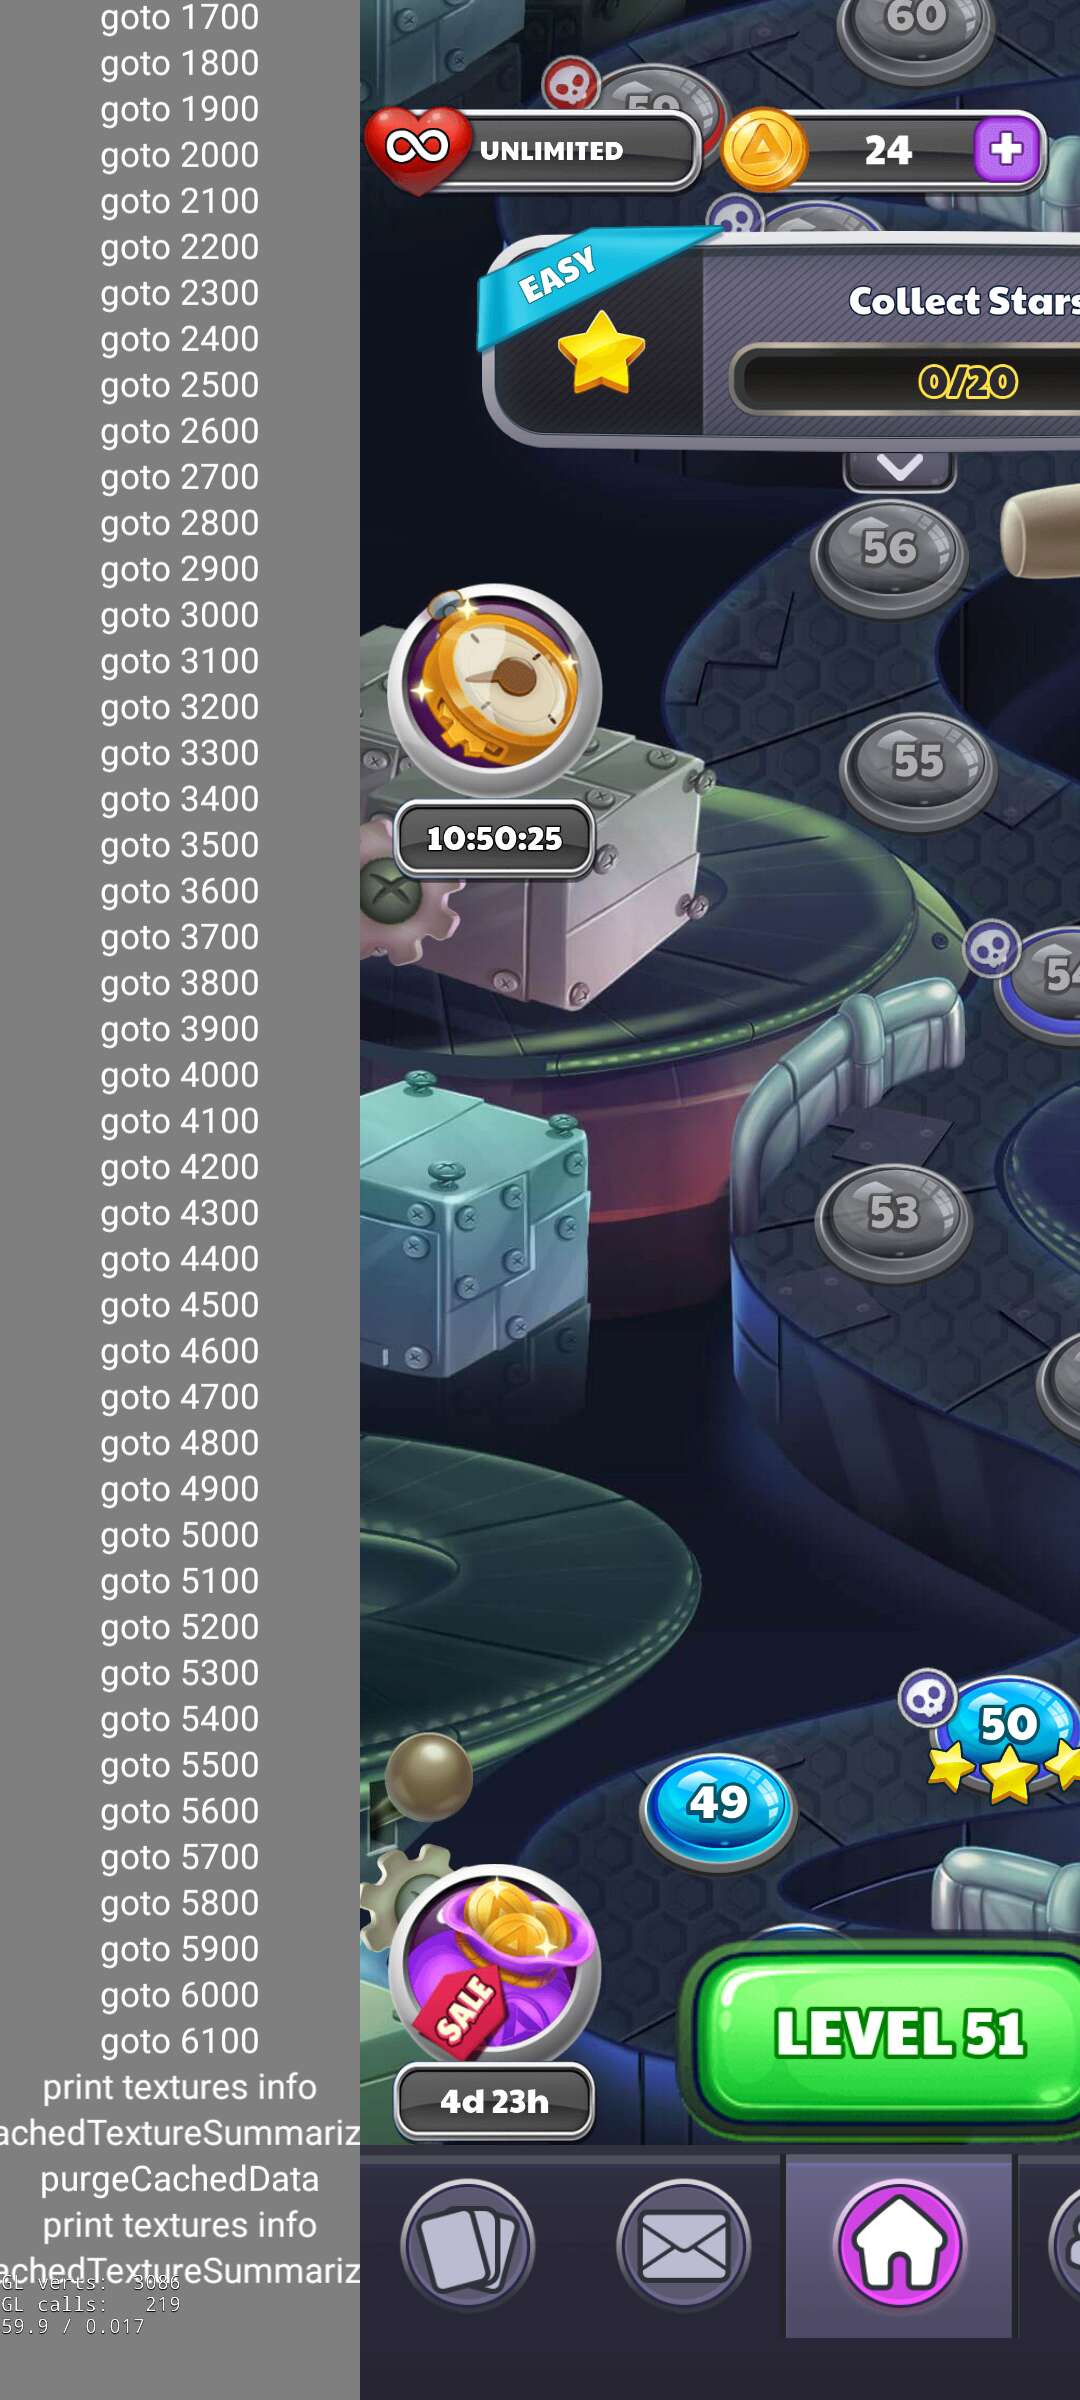 goto 1700
goto 1800
goto 1900
goto 2000
goto 2100
goto 2200
goto 2300
goto 2400
goto 2500
goto 2600
goto 2700
goto 2800
goto 2900
goto 3000
goto 3100
goto 3200
goto 3300
goto 3400
goto 3500
goto 3600
goto 3700
goto 3800
goto 3900
goto 4000
goto 4100
goto 4200
goto 4300
goto 4400
goto 4500
goto 4600
goto 4700
goto 4800
goto 4900
goto 5000
goto 5100
goto 5200
goto 5300
goto 5400
goto 5500
goto 5600
goto 5700
goto 5800
goto 5900
goto 6000
goto 6100
print textures info
achedTextureSummariz
purgeCachedData
print textures info
achedTextureSummariz
GL verts: 3086
GL calls: 219
59.9 / 0.017
60
59
UNLIMITED
24
EASY
Collect Stars
0/20
56
55
10:50:25
54
53
50
49
SALE
LEVEL 51
4d 23h